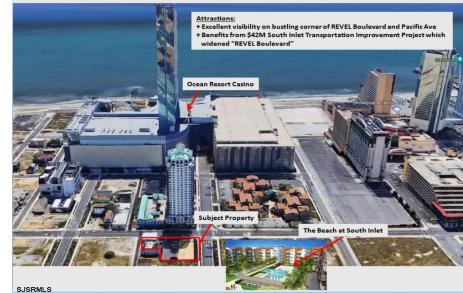 Attractions:
+ Excellent visibility on bustling corner of REVEL Boulevard and Pacific Ave
+ Benefits from $42M South Inlet Transportation Improvement Project which
widened "REVEL Boulevard"
Ocean Resort Casino
Subject Property
The Beach at South Inlet
SJSRMLS